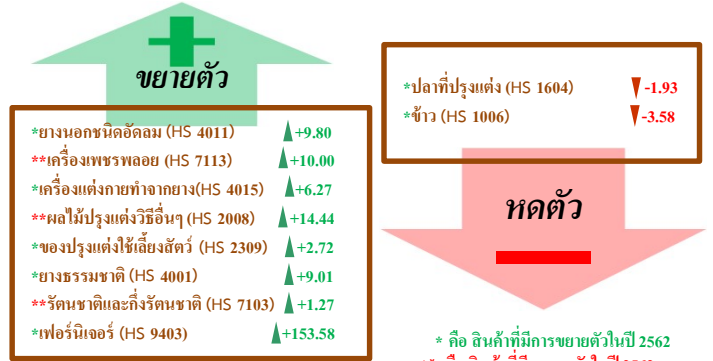 ขยายตัว
*ยางนอกชนิดอัดลม (HS 4011) +9.80
**เครื่องเพชรพลอย (HS 7113) +10.00
*เครื่องแต่งกายทำจากยาง(HS 4015) +6.27
**ผลไม้ปรุงแต่งวิธีอื่นๆ (HS 2008) +14.44
*ของปรุงแต่งใช้เลี้ยงสัตว์ (HS 2309) +2.72
*ยางธรรมชาติ (HS 4001) +9.01
**รัตนชาติและกึ่งรัตนชาติ (HS 7103) +1.27
*เฟอร์นิเจอร์ (HS 9403) +153.58
*ปลาที่ปรุงแต่ง (HS 1604) -1.93
*ข้าว (HS 1006) -3.58
หดตัว
* คือ สินค้าที่มีการขยายตัวในปี 2562